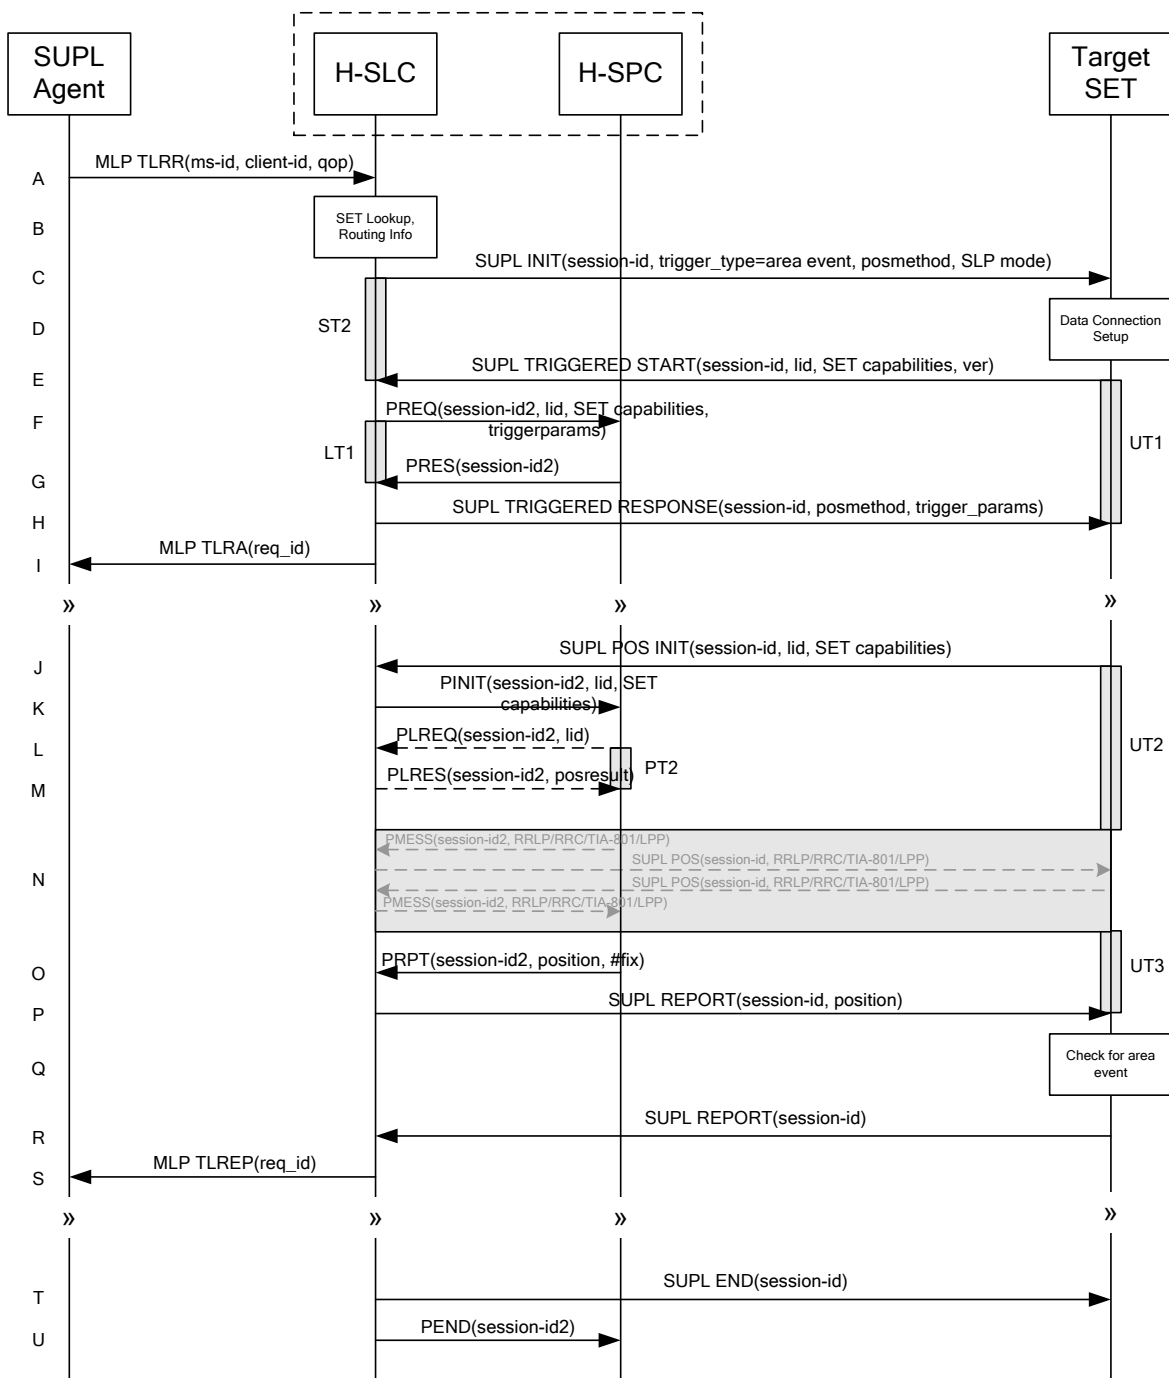 SUPL
Agent
H-SLC
H-SPC
Target
SET
A
MLP TLRR(ms-id, client-id, qop)
B
SET Lookup,
Routing Info
C
SUPL INIT(session-id, trigger_type=area event, posmethod, SLP mode)
D
ST2
Data Connection
Setup
E
SUPL TRIGGERED START(session-id, lid, SET capabilities, ver)
F
PREQ(session-id2, lid, SET capabilities,
triggerparams)
LT1
UT1
G
PRES(session-id2)
H
SUPL TRIGGERED RESPONSE(session-id, posmethod, trigger_params)
I
MLP TLRA(req_id)
»
»
»
»
J
SUPL POS INIT(session-id, lid, SET capabilities)
K
PINIT(session-id2, lid, SET
capabilities)
L
PLREQ(session-id2, lid)
UT2
M
PLRES(session-id2, posresult)
PT2
N
PMESS(session-id2, RRLP/RRC/TIA-801/LPP)
SUPL POS(session-id, RRLP/RRC/TIA-801/LPP)
SUPL POS(session-id, RRLP/RRC/TIA-801/LPP)
PMESS(session-id2, RRLP/RRC/TIA-801/LPP)
O
PRPT(session-id2, position, #fix)
UT3
P
SUPL REPORT(session-id, position)
Q
Check for area
event
R
SUPL REPORT(session-id)
S
MLP TLREP(req_id)
»
»
»
»
T
SUPL END(session-id)
U
PEND(session-id2)